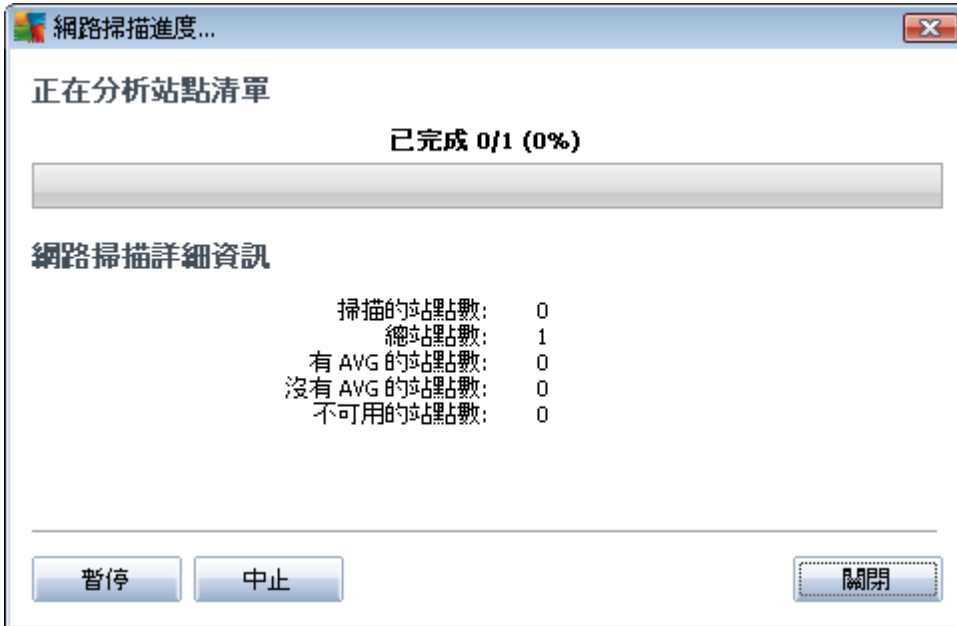 網路掃描進度...
正在分析站點清單
已完成 0/1 (0%)
網路掃描詳細資訊
掃描的站點數: 0
總站點數: 1
有 AVG 的站點數: 0
沒有 AVG 的站點數: 0
不可用的站點數: 0
暫停 中止 關閉